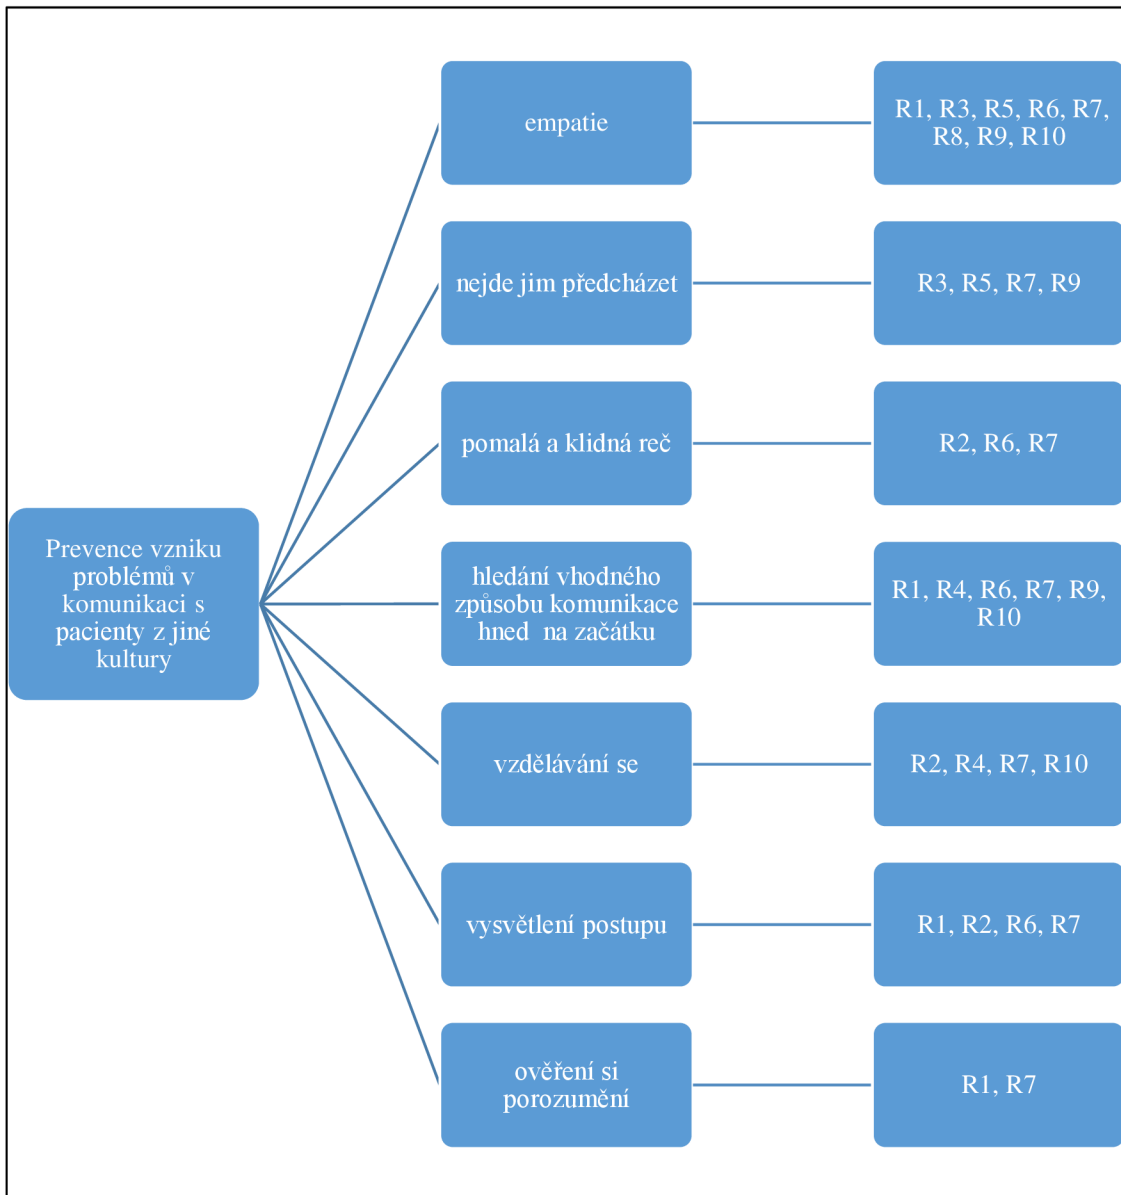 Prevence vzniku
problémů v
komunikaci s
pacienty z jiné
kultury
empatie
R1, R3, R5, R6, R7,
R8, R9, R10
nejde jim předcházet
R3, R5, R7, R9
pomalá a klidná reč
R2, R6, R7
hledání vhodného
způsobu komunikace
hned na začátku
R1, R4, R6, R7, R9,
R10
vzdělávání se
R2, R4, R7, R10
vysvětlení postupu
R1, R2, R6, R7
ověření si
porozumění
R1, R7